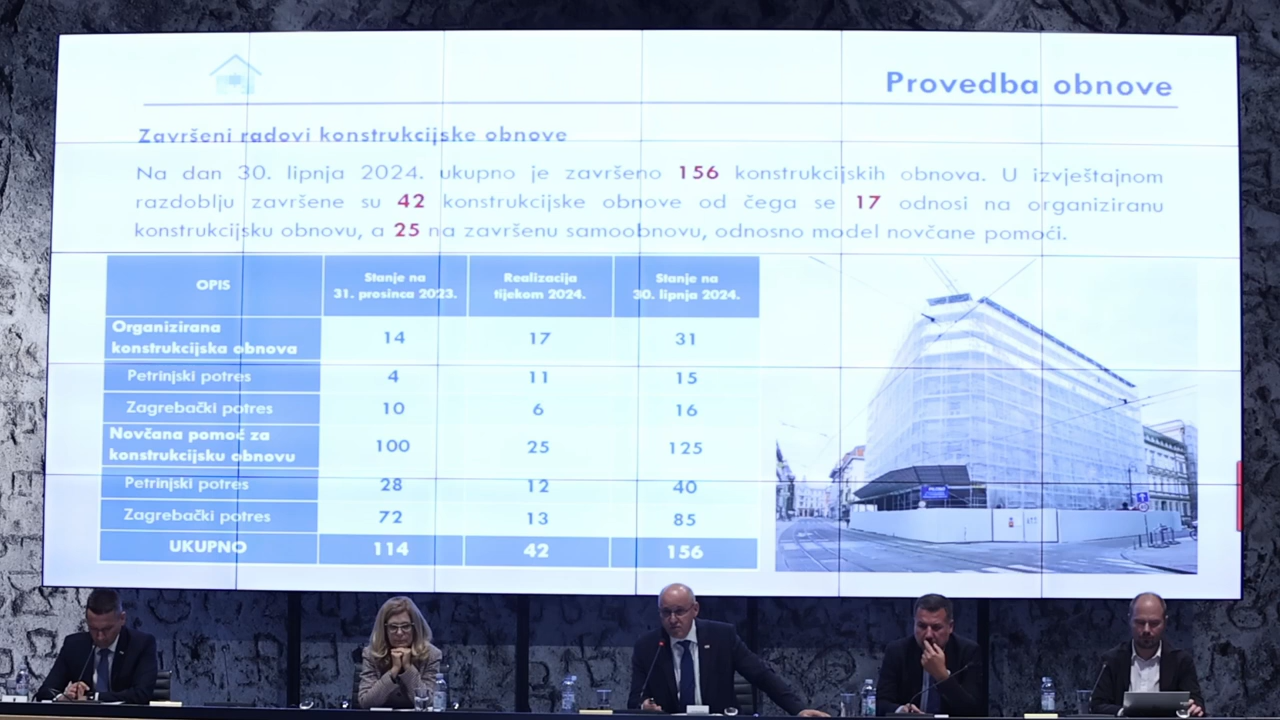 Provedba obnove
Završeni radovi konstrukcijske obnove
Na dan 30. lipnja 2024. ukupno je završeno 156 konstrukcijskih obnova. U izvještajnom
razdoblju završene su 42 konstrukcijske obnove od čega se 17 odnosi na organiziranu
konstrukcijsku obnovu, a 25 na završenu samoobnovu, odnosno model novčane pomoći.
OPIS Stanje na Realizacija Stanje na
31. prosinca 2023. tijekom 2024. 30. lipnja 2024.
Organizirana
konstrukcijska obnova 14 17 31
Petrinjski potres 4 11 15
Zagrebački potres 10 6 16
Novčana pomoć za
konstrukcijsku obnovu 100 25 125
Petrinjski potres 28 12 40
Zagrebački potres 72 13 85
UKUPNO 114 42 156